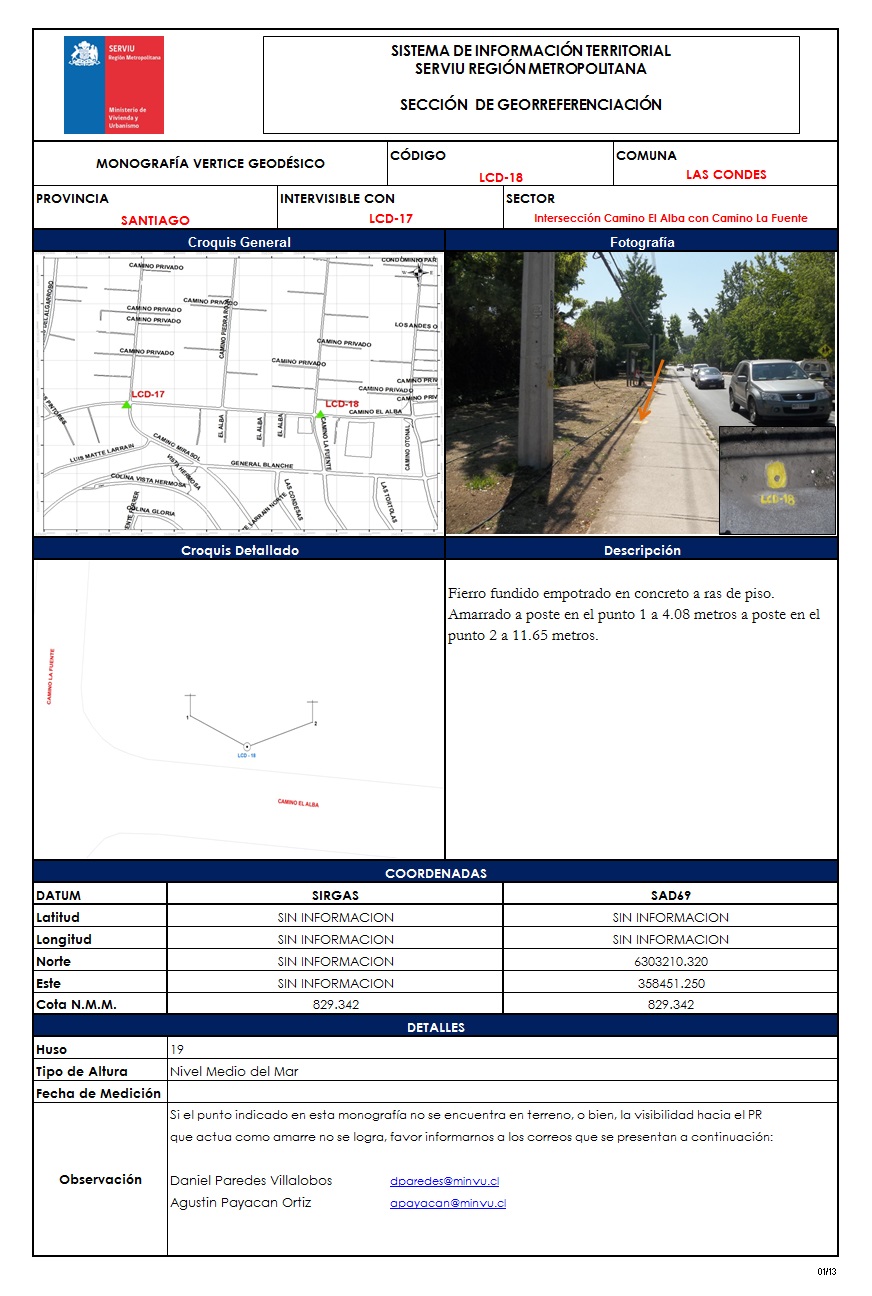 SERVIU
Región Metropolitana
Ministerio de
Vivienda y
Urbanismo
SISTEMA DE INFORMACIÓN TERRITORIAL
SERVIU REGIÓN METROPOLITANA
SECCIÓN DE GEORREFERENCIACIÓN
MONOGRAFÍA VERTICE GEODÉSICO
CÓDIGO
LCD-18
COMUNA
LAS CONDES
PROVINCIA
SANTIAGO
INTERVISIBLE CON
LCD-17
SECTOR
Intersección Camino El Alba con Camino La Fuente
Croquis General
Fotografía
CAMINO PRIVADO
CONDOMINIO PAR
W
E
DEL ALGARROBO
CAMINO PRIVADO
CAMINO PRIVADO
CAMINO PRIVADO
CAMINO PIEDRA ROJA
LOS ANDES O
CAMINO PRIVADO
CAMINO PRIVADO
CAMINO PRIVADO
CAMINO PRIV
CAMINO PRIVADO
CAMINO PRIV
LCD-17
LCD-18
CAMINO EL ALBA
EL ALBA
EL ALBA
EL ALBA
CAMINO LA FUENTE
CAMINO OTOÑAL
CAMINO MIRASOL
LUIS MATTE LARRAIN
VISTA HERMOSA
GENERAL BLANCHE
COLINA VISTA HERMOSA
LAS CONDESAS
LAS TORTOLAS
COLINA GLORIA
E LARRAIN NORTE
LCD-18
Croquis Detallado
Descripción
CAMINO LA FUENTE
1
2
LCD - 18
CAMINO EL ALBA
Fierro fundido empotrado en concreto a ras de piso.
Amarrado a poste en el punto 1 a 4.08 metros a poste en el
punto 2 a 11.65 metros.
COORDENADAS
DATUM SIRGAS SAD69
Latitud SIN INFORMACION SIN INFORMACION
Longitud SIN INFORMACION SIN INFORMACION
Norte SIN INFORMACION 6303210.320
Este SIN INFORMACION 358451.250
Cota N.M.M. 829.342 829.342
DETALLES
Huso 19
Tipo de Altura Nivel Medio del Mar
Fecha de Medición
Observación
Si el punto indicado en esta monografía no se encuentra en terreno, o bien, la visibilidad hacia el PR
que actua como amarre no se logra, favor informarnos a los correos que se presentan a continuación:
Daniel Paredes Villalobos dparedes@minvu.cl
Agustin Payacan Ortiz apayacan@minvu.cl
01/13